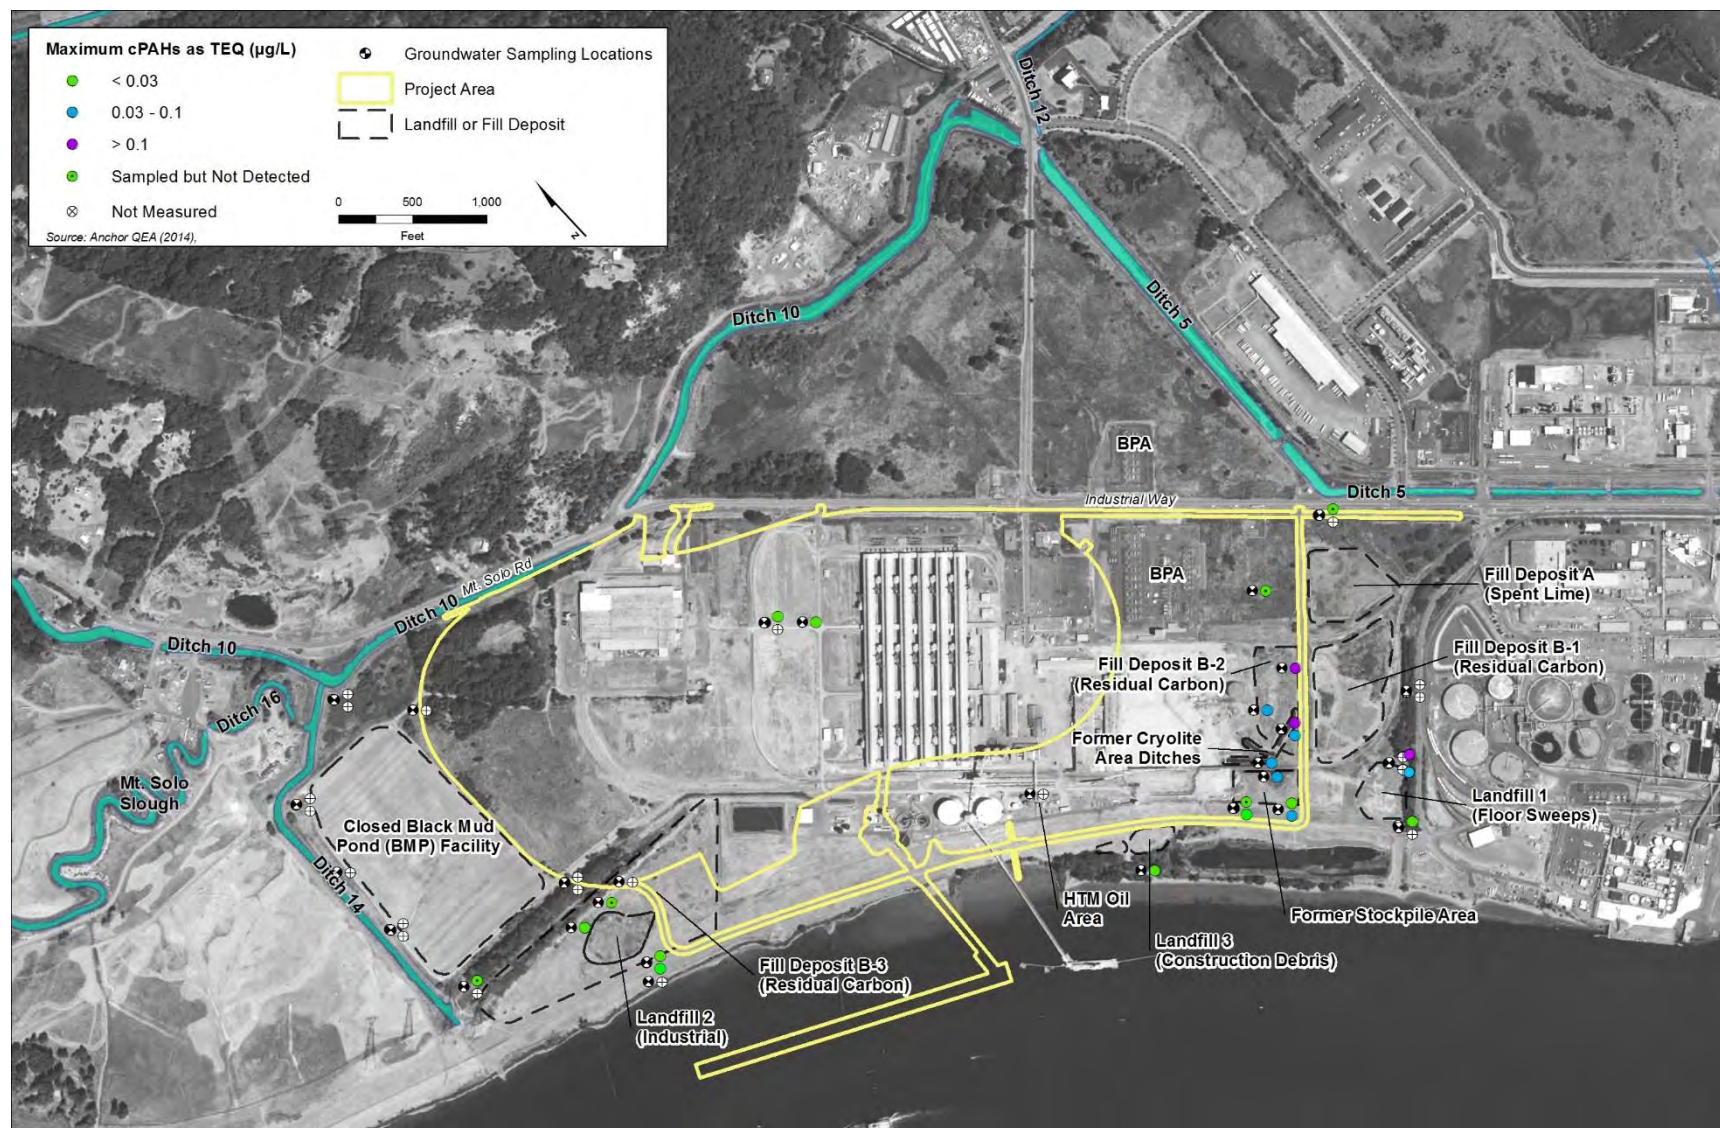 Maximum cPAHs as TEQ (µg/L)
< 0.03
0.03 - 0.1
> 0.1
Sampled but Not Detected
Not Measured
Source: Anchor QEA (2014),
Groundwater Sampling Locations
Project Area
Landfill or Fill Deposit
0 500 1,000
Feet
N
Ditch 12
Ditch 10
Ditch 5
BPA
Industrial Way
Ditch 5
Mt. Solo Rd
Ditch 10
Ditch 10
Ditch 16
Mt. Solo
Slough
Ditch 14
Closed Black Mud
Pond (BMP) Facility
BPA
Fill Deposit A
(Spent Lime)
Fill Deposit B-1
(Residual Carbon)
Fill Deposit B-2
(Residual Carbon)
Former Cryolite
Area Ditches
Landfill 1
(Floor Sweeps)
HTM Oil
Area
Former Stockpile Area
Landfill 3
(Construction Debris)
Fill Deposit B-3
(Residual Carbon)
Landfill 2
(Industrial)